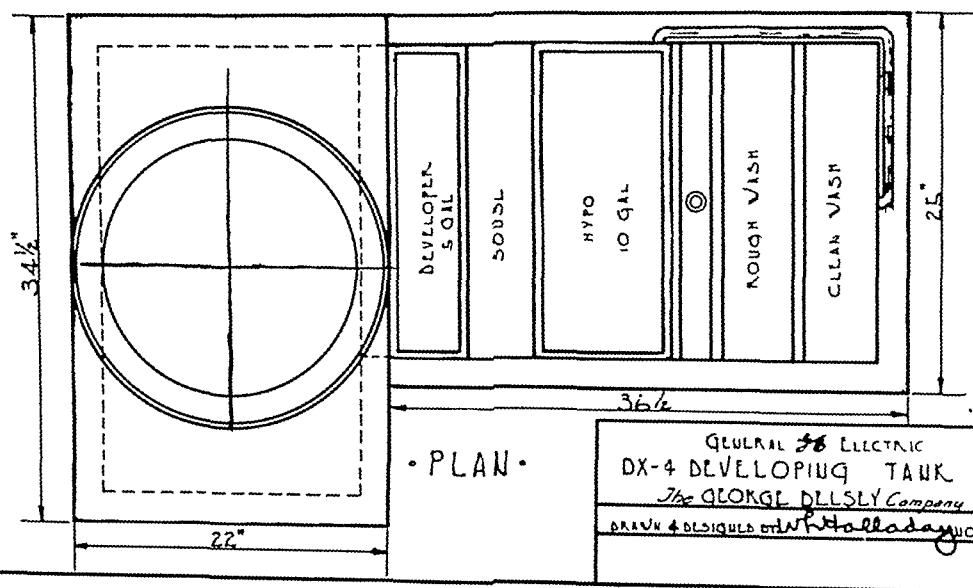 34½"
DEVELOPER
5 GAL
SOUSE
HYPO
10 GAL
ROUGH WASH
CLEAN WASH
25"
36½
• PLAN •
22"
GENERAL ELECTRIC
DX-4 DEVELOPING TANK
The GEORGE DELSEY Company
DRAWN & DESIGNED BY W H Holladay